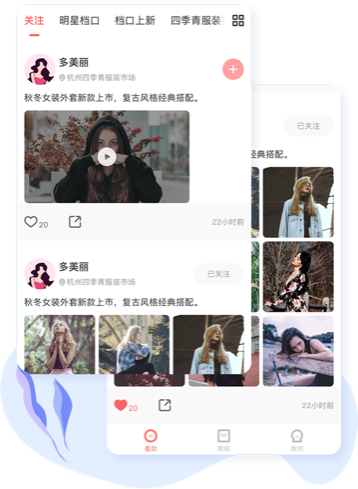 关注 明星档口 档口上新 四季青服装
多美丽
杭州四季青服装市场
秋冬女装外套新款上市，复古风格经典搭配。
20 22小时前
已关注
经典搭配。
多美丽
杭州四季青服装市场
已关注
秋冬女装外套新款上市，复古风格经典搭配。
20 22小时前
看款 商城 我的